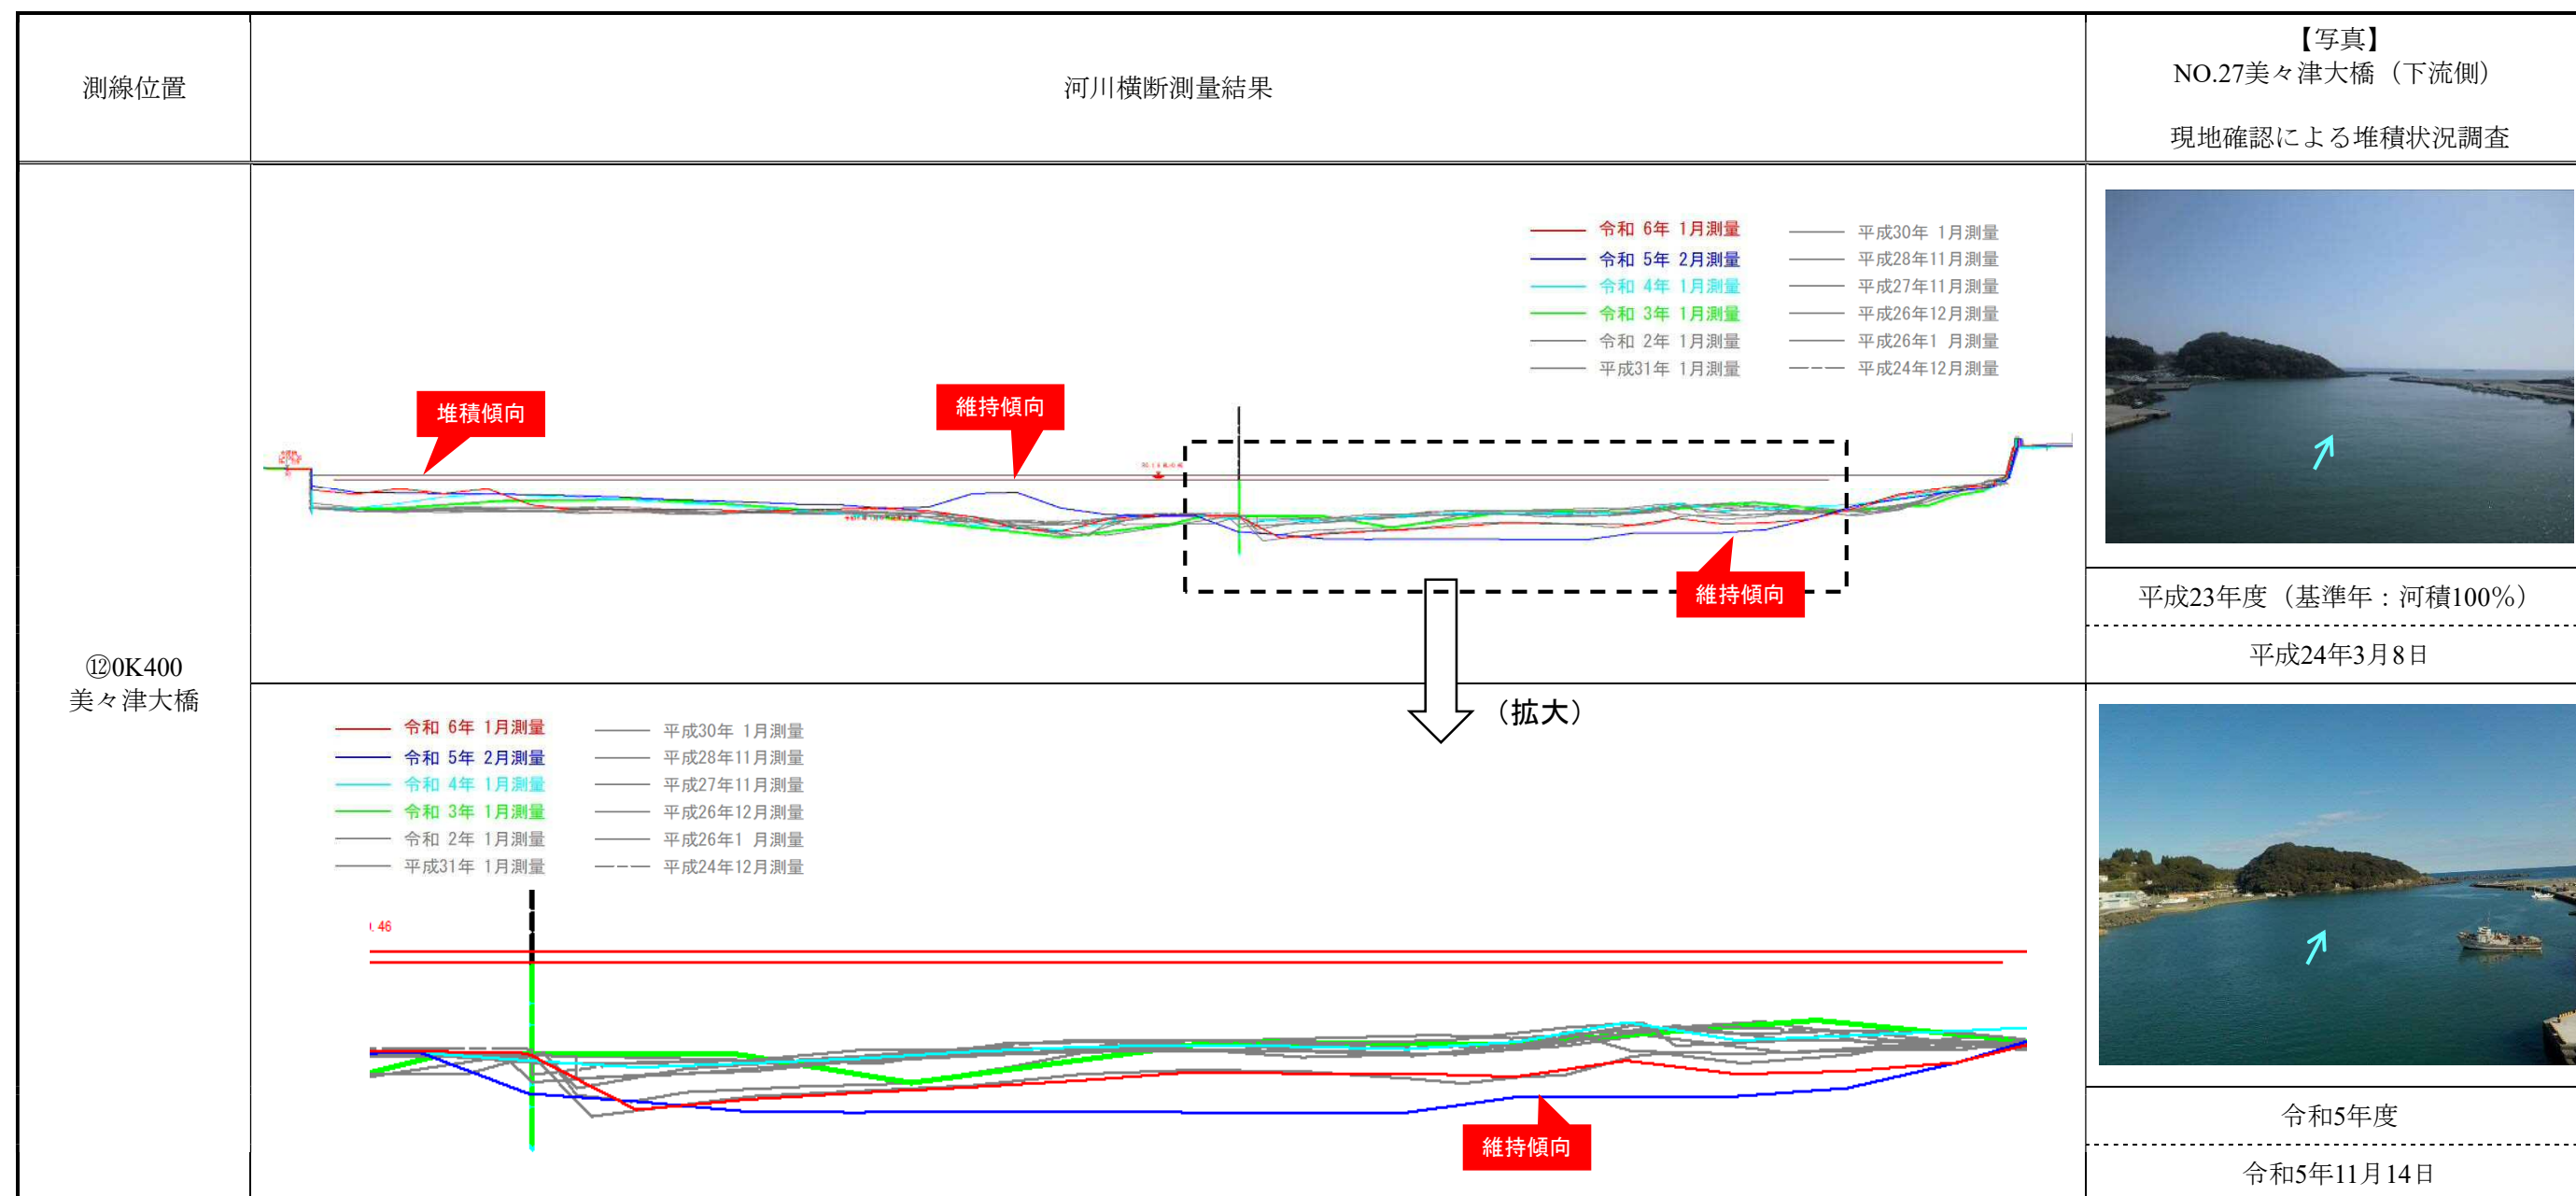 測線位置
河川横断測量結果
【写真】
NO.27美々津大橋（下流側）
現地確認による堆積状況調査
⑫0K400
美々津大橋
令和 6年 1月測量
令和 5年 2月測量
令和 4年 1月測量
令和 3年 1月測量
令和 2年 1月測量
平成31年 1月測量
平成30年 1月測量
平成28年11月測量
平成27年11月測量
平成26年12月測量
平成26年1 月測量
平成24年12月測量
堆積傾向
維持傾向
維持傾向
平成23年度（基準年：河積100％）
平成24年3月8日
（拡大）
令和 6年 1月測量
令和 5年 2月測量
令和 4年 1月測量
令和 3年 1月測量
令和 2年 1月測量
平成31年 1月測量
平成30年 1月測量
平成28年11月測量
平成27年11月測量
平成26年12月測量
平成26年1 月測量
平成24年12月測量
.46
維持傾向
令和5年度
令和5年11月14日